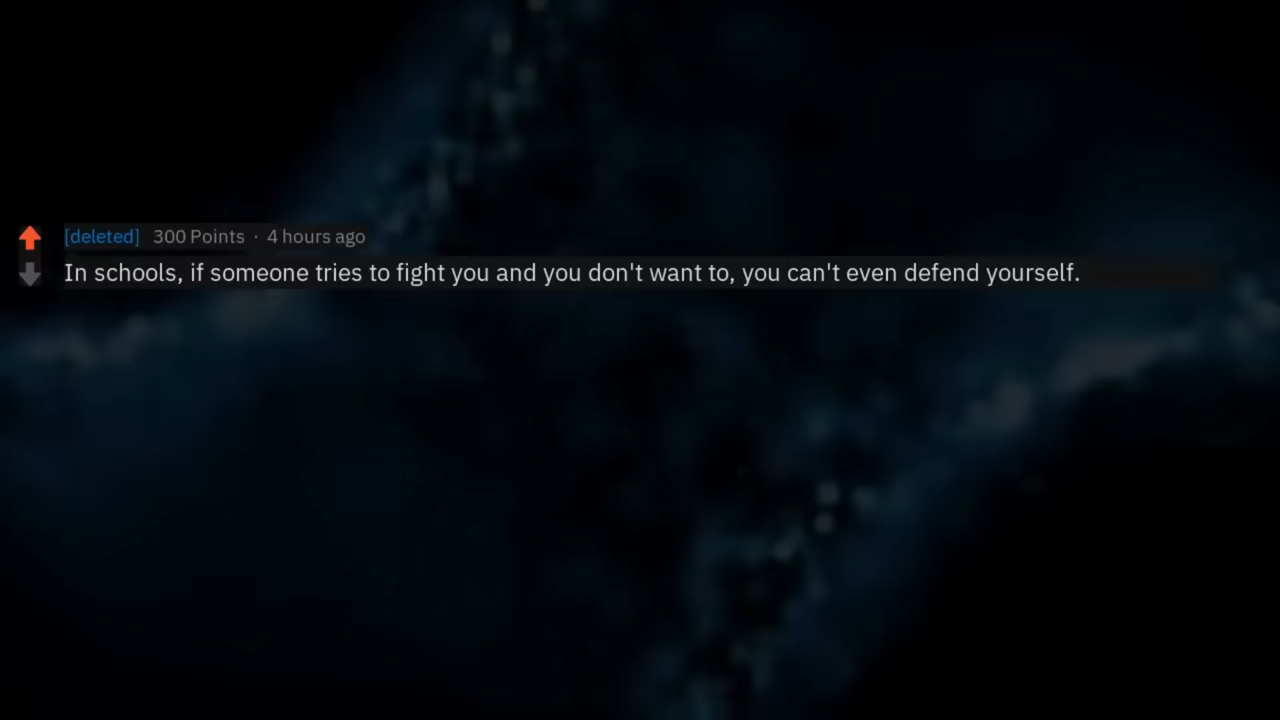 [deleted] 300 Points · 4 hours ago
In schools, if someone tries to fight you and you don't want to, you can't even defend yourself.